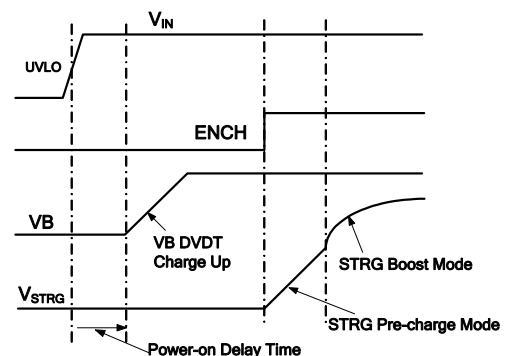 VIN
UVLO
ENCH
VB
VB DVDT
Charge Up
STRG Boost Mode
VSTRG
STRG Pre-charge Mode
Power-on Delay Time